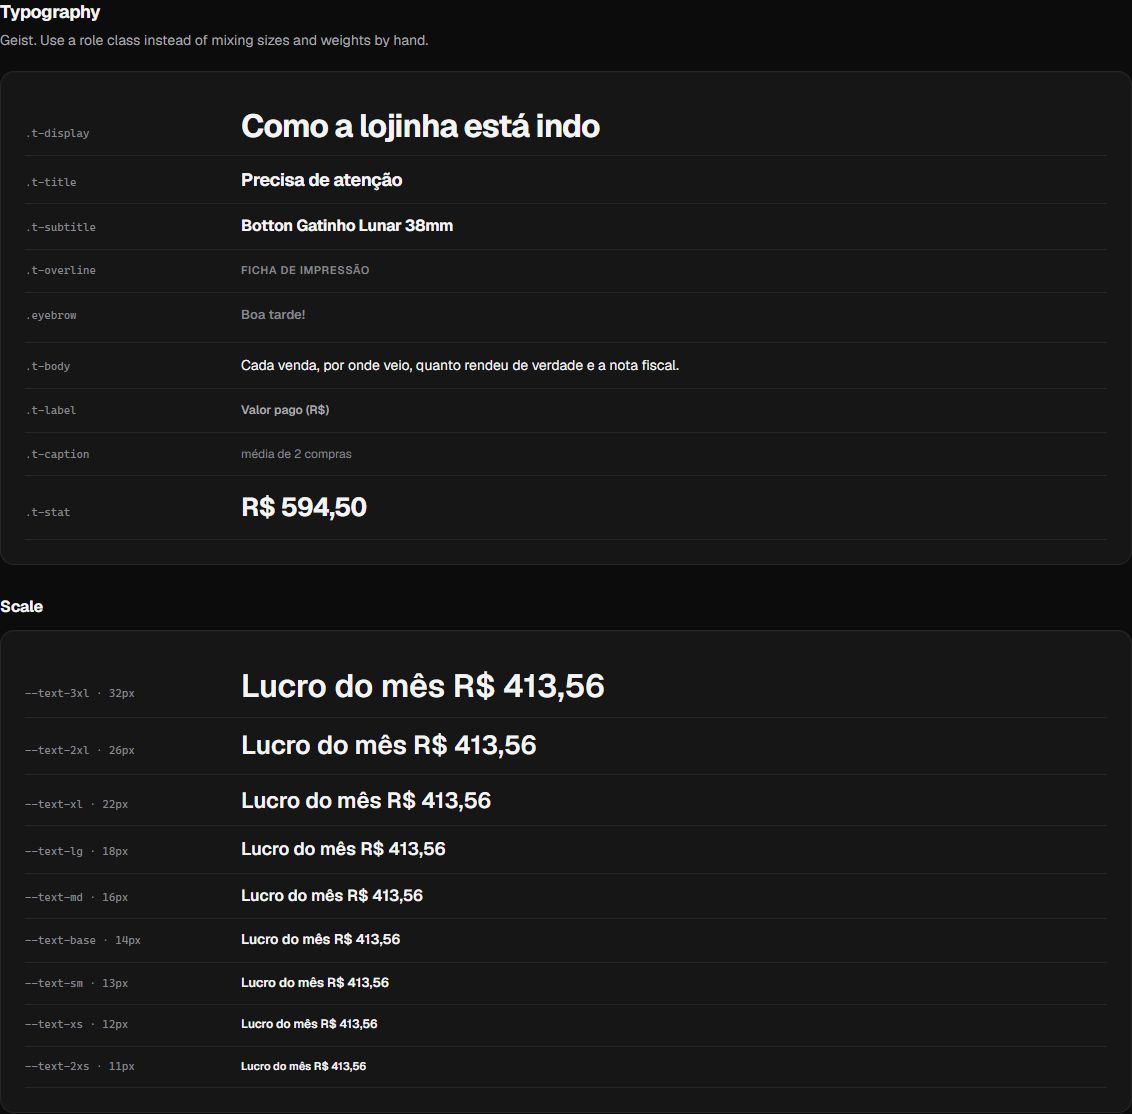 Typography
Geist. Use a role class instead of mixing sizes and weights by hand.
.t-display Como a lojinha está indo
.t-title Precisa de atenção
.t-subtitle Botton Gatinho Lunar 38mm
.t-overline FICHA DE IMPRESSÃO
.eyebrow Boa tarde!
.t-body Cada venda, por onde veio, quanto rendeu de verdade e a nota fiscal.
.t-label Valor pago (R$)
.t-caption média de 2 compras
.t-stat R$ 594,50
Scale
--text-3xl · 32px Lucro do mês R$ 413,56
--text-2xl · 26px Lucro do mês R$ 413,56
--text-xl · 22px Lucro do mês R$ 413,56
--text-lg · 18px Lucro do mês R$ 413,56
--text-md · 16px Lucro do mês R$ 413,56
--text-base · 14px Lucro do mês R$ 413,56
--text-sm · 13px Lucro do mês R$ 413,56
--text-xs · 12px Lucro do mês R$ 413,56
--text-2xs · 11px Lucro do mês R$ 413,56